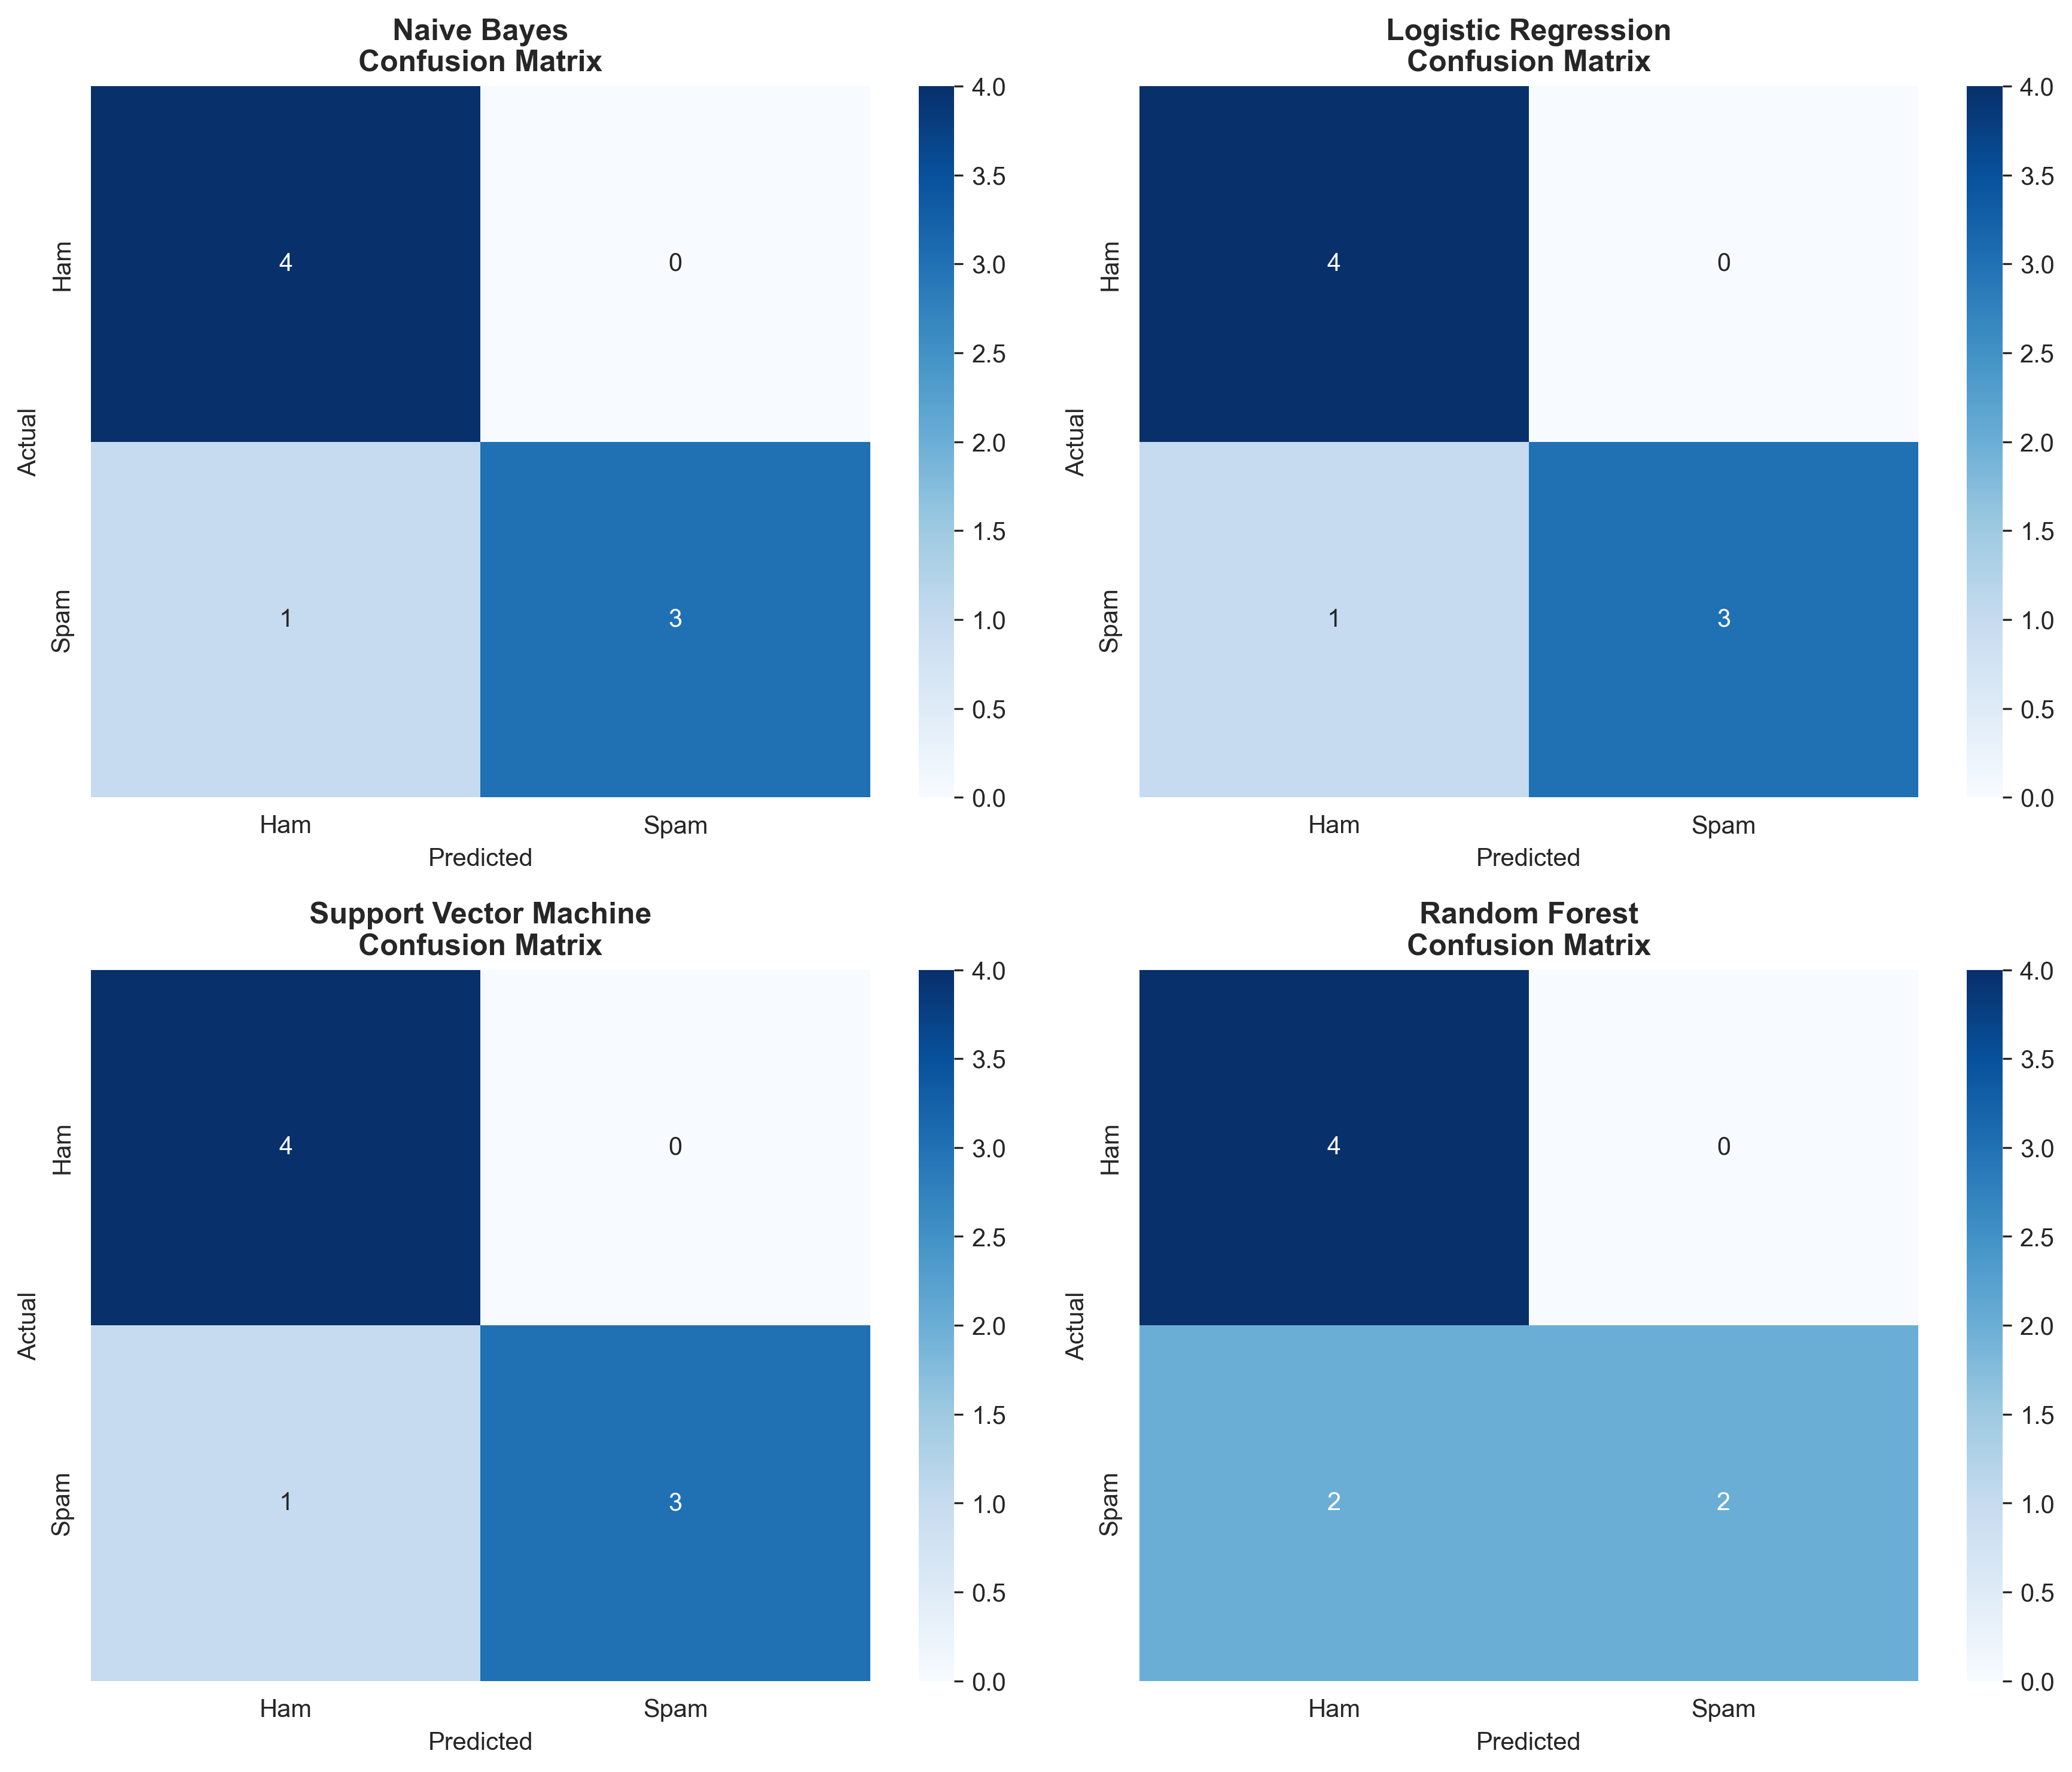 Naive Bayes
Confusion Matrix
4.0
3.5
3.0
2.5
2.0
1.5
1.0
0.5
0.0
Actual
Ham
Spam
4
0
1
3
Ham
Spam
Predicted
Logistic Regression
Confusion Matrix
4.0
3.5
3.0
2.5
2.0
1.5
1.0
0.5
0.0
Actual
Ham
Spam
4
0
1
3
Ham
Spam
Predicted
Support Vector Machine
Confusion Matrix
4.0
3.5
3.0
2.5
2.0
1.5
1.0
0.5
0.0
Actual
Ham
Spam
4
0
1
3
Ham
Spam
Predicted
Random Forest
Confusion Matrix
4.0
3.5
3.0
2.5
2.0
1.5
1.0
0.5
0.0
Actual
Ham
Spam
4
0
2
2
Ham
Spam
Predicted